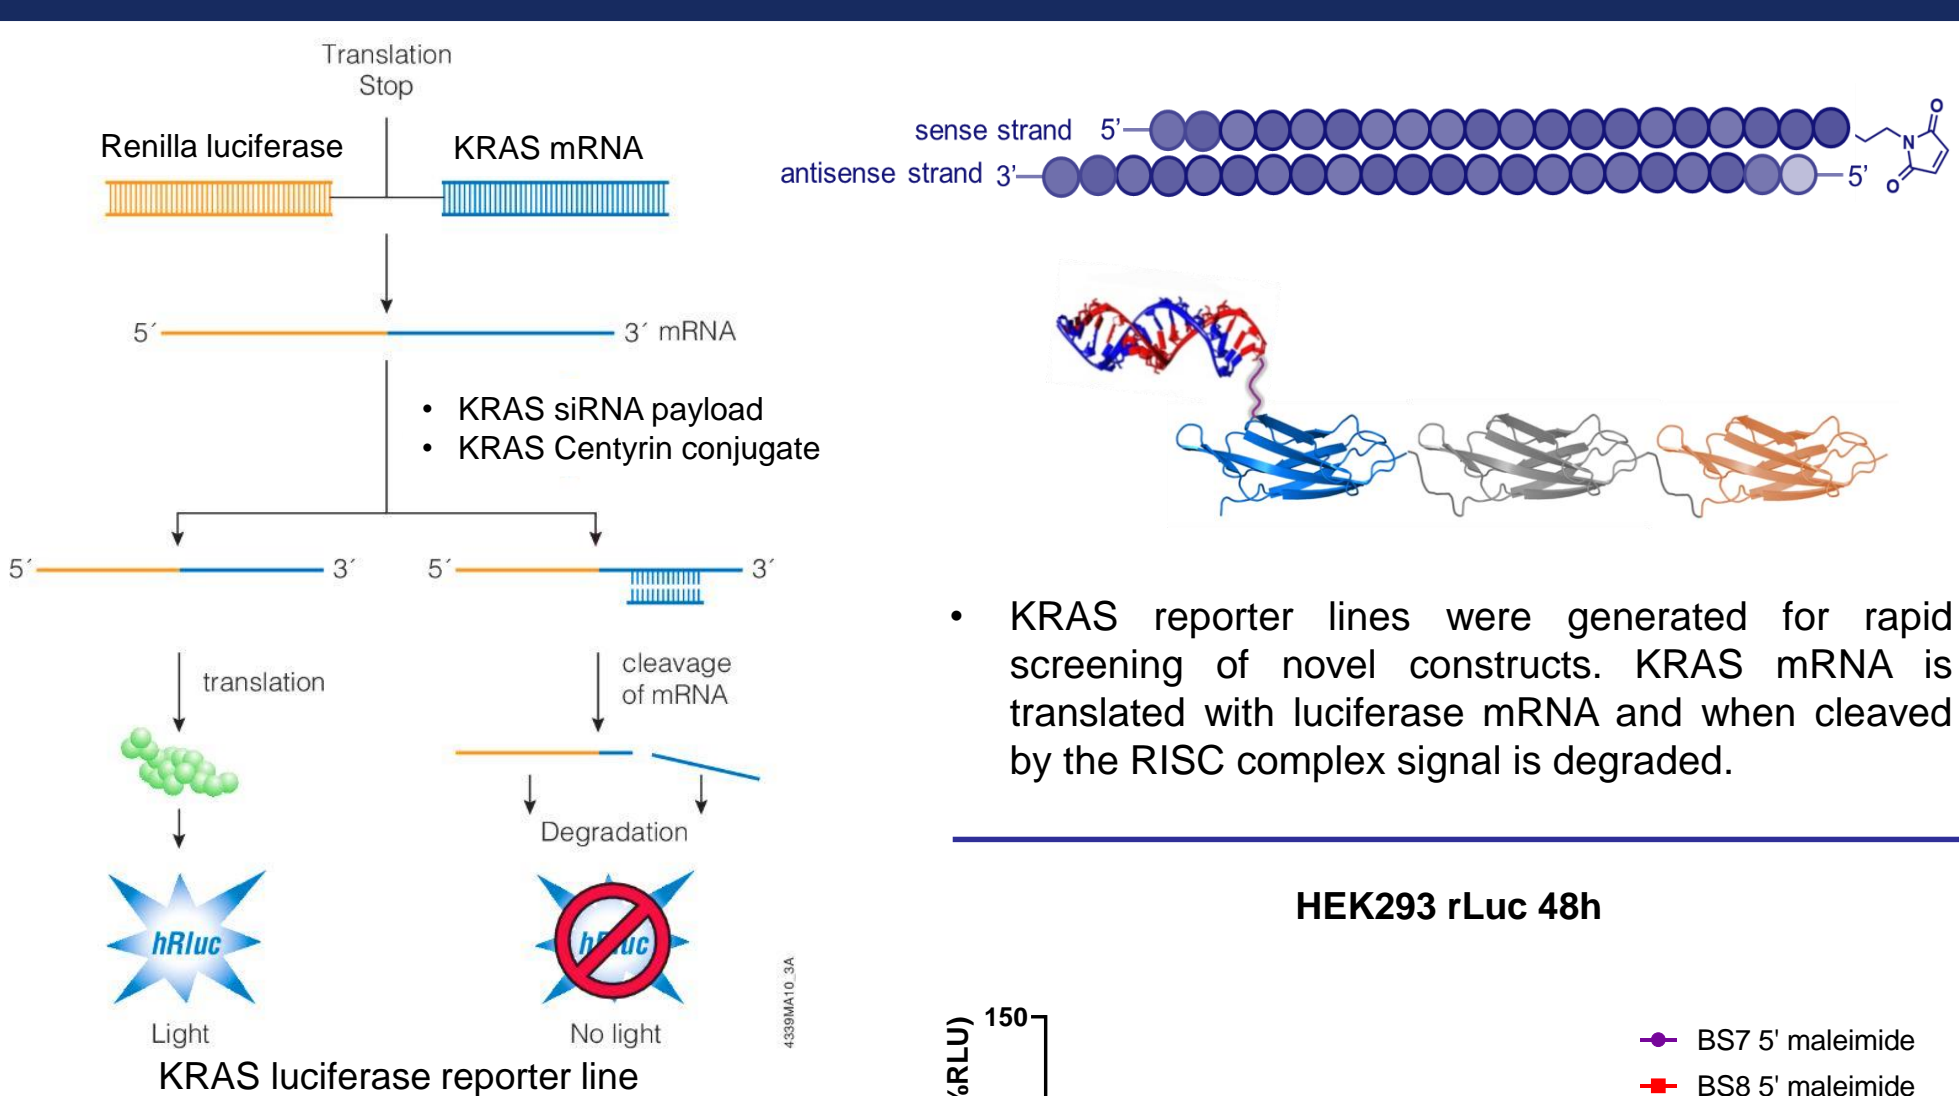 Translation
Stop
Renilla luciferase
KRAS mRNA
5´
3´ mRNA
• KRAS siRNA payload
• KRAS Centyrin conjugate
5´
3´
5´
3´
translation
cleavage
of mRNA
Degradation
hRluc
hRluc
Light
No light
4339MA10_3A
KRAS luciferase reporter line
sense strand 5’
antisense strand 3’
5’
O
N
O
• KRAS reporter lines were generated for rapid
screening of novel constructs. KRAS mRNA is
translated with luciferase mRNA and when cleaved
by the RISC complex signal is degraded.
HEK293 rLuc 48h
%RLU)
150
BS7 5' maleimide
BS8 5' maleimide